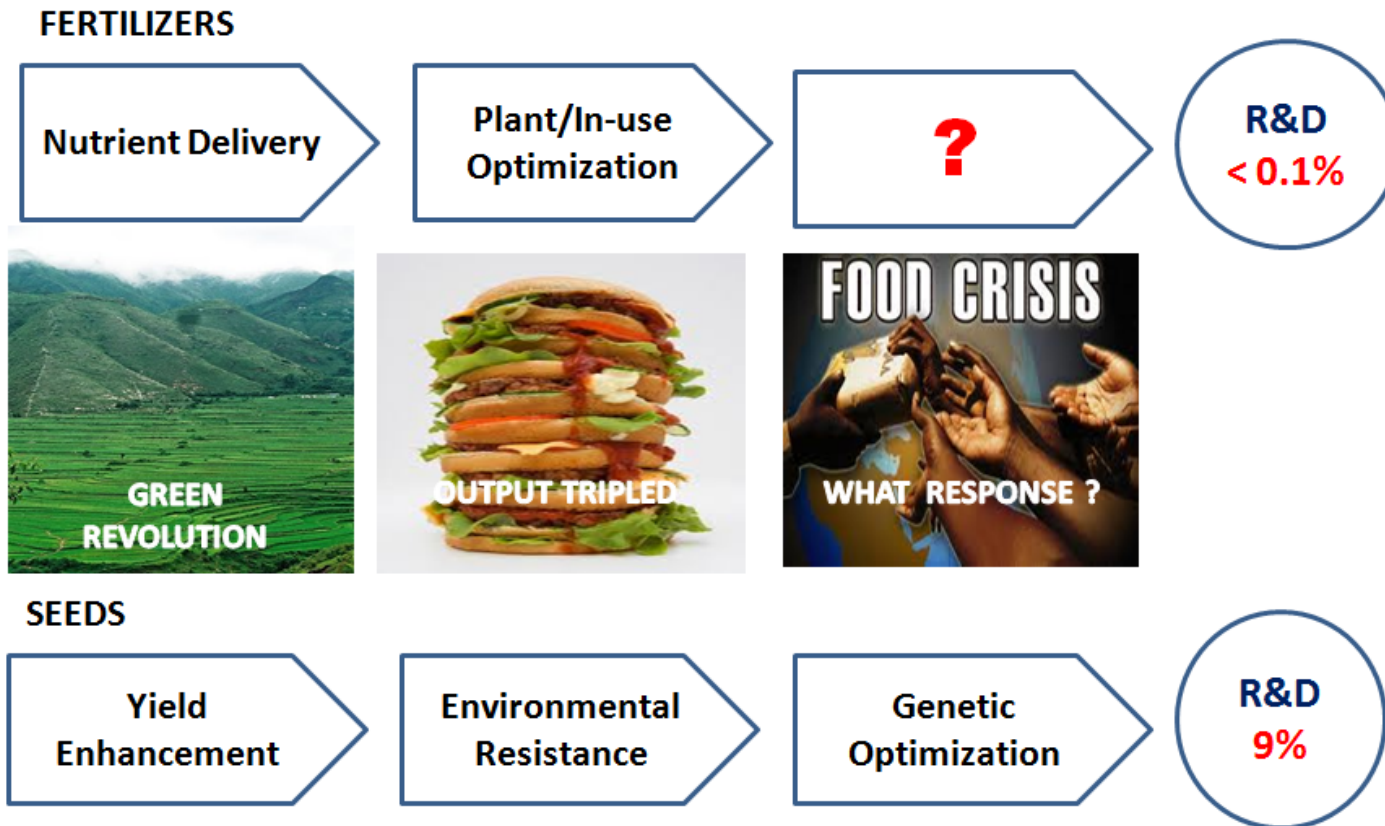 FERTILIZERS
Nutrient Delivery
Plant/In-use
Optimization
?
R&D
< 0.1%
GREEN
REVOLUTION
OUTPUT TRIPLED
FOOD CRISIS
WHAT RESPONSE ?
SEEDS
Yield
Enhancement
Environmental
Resistance
Genetic
Optimization
R&D
9%